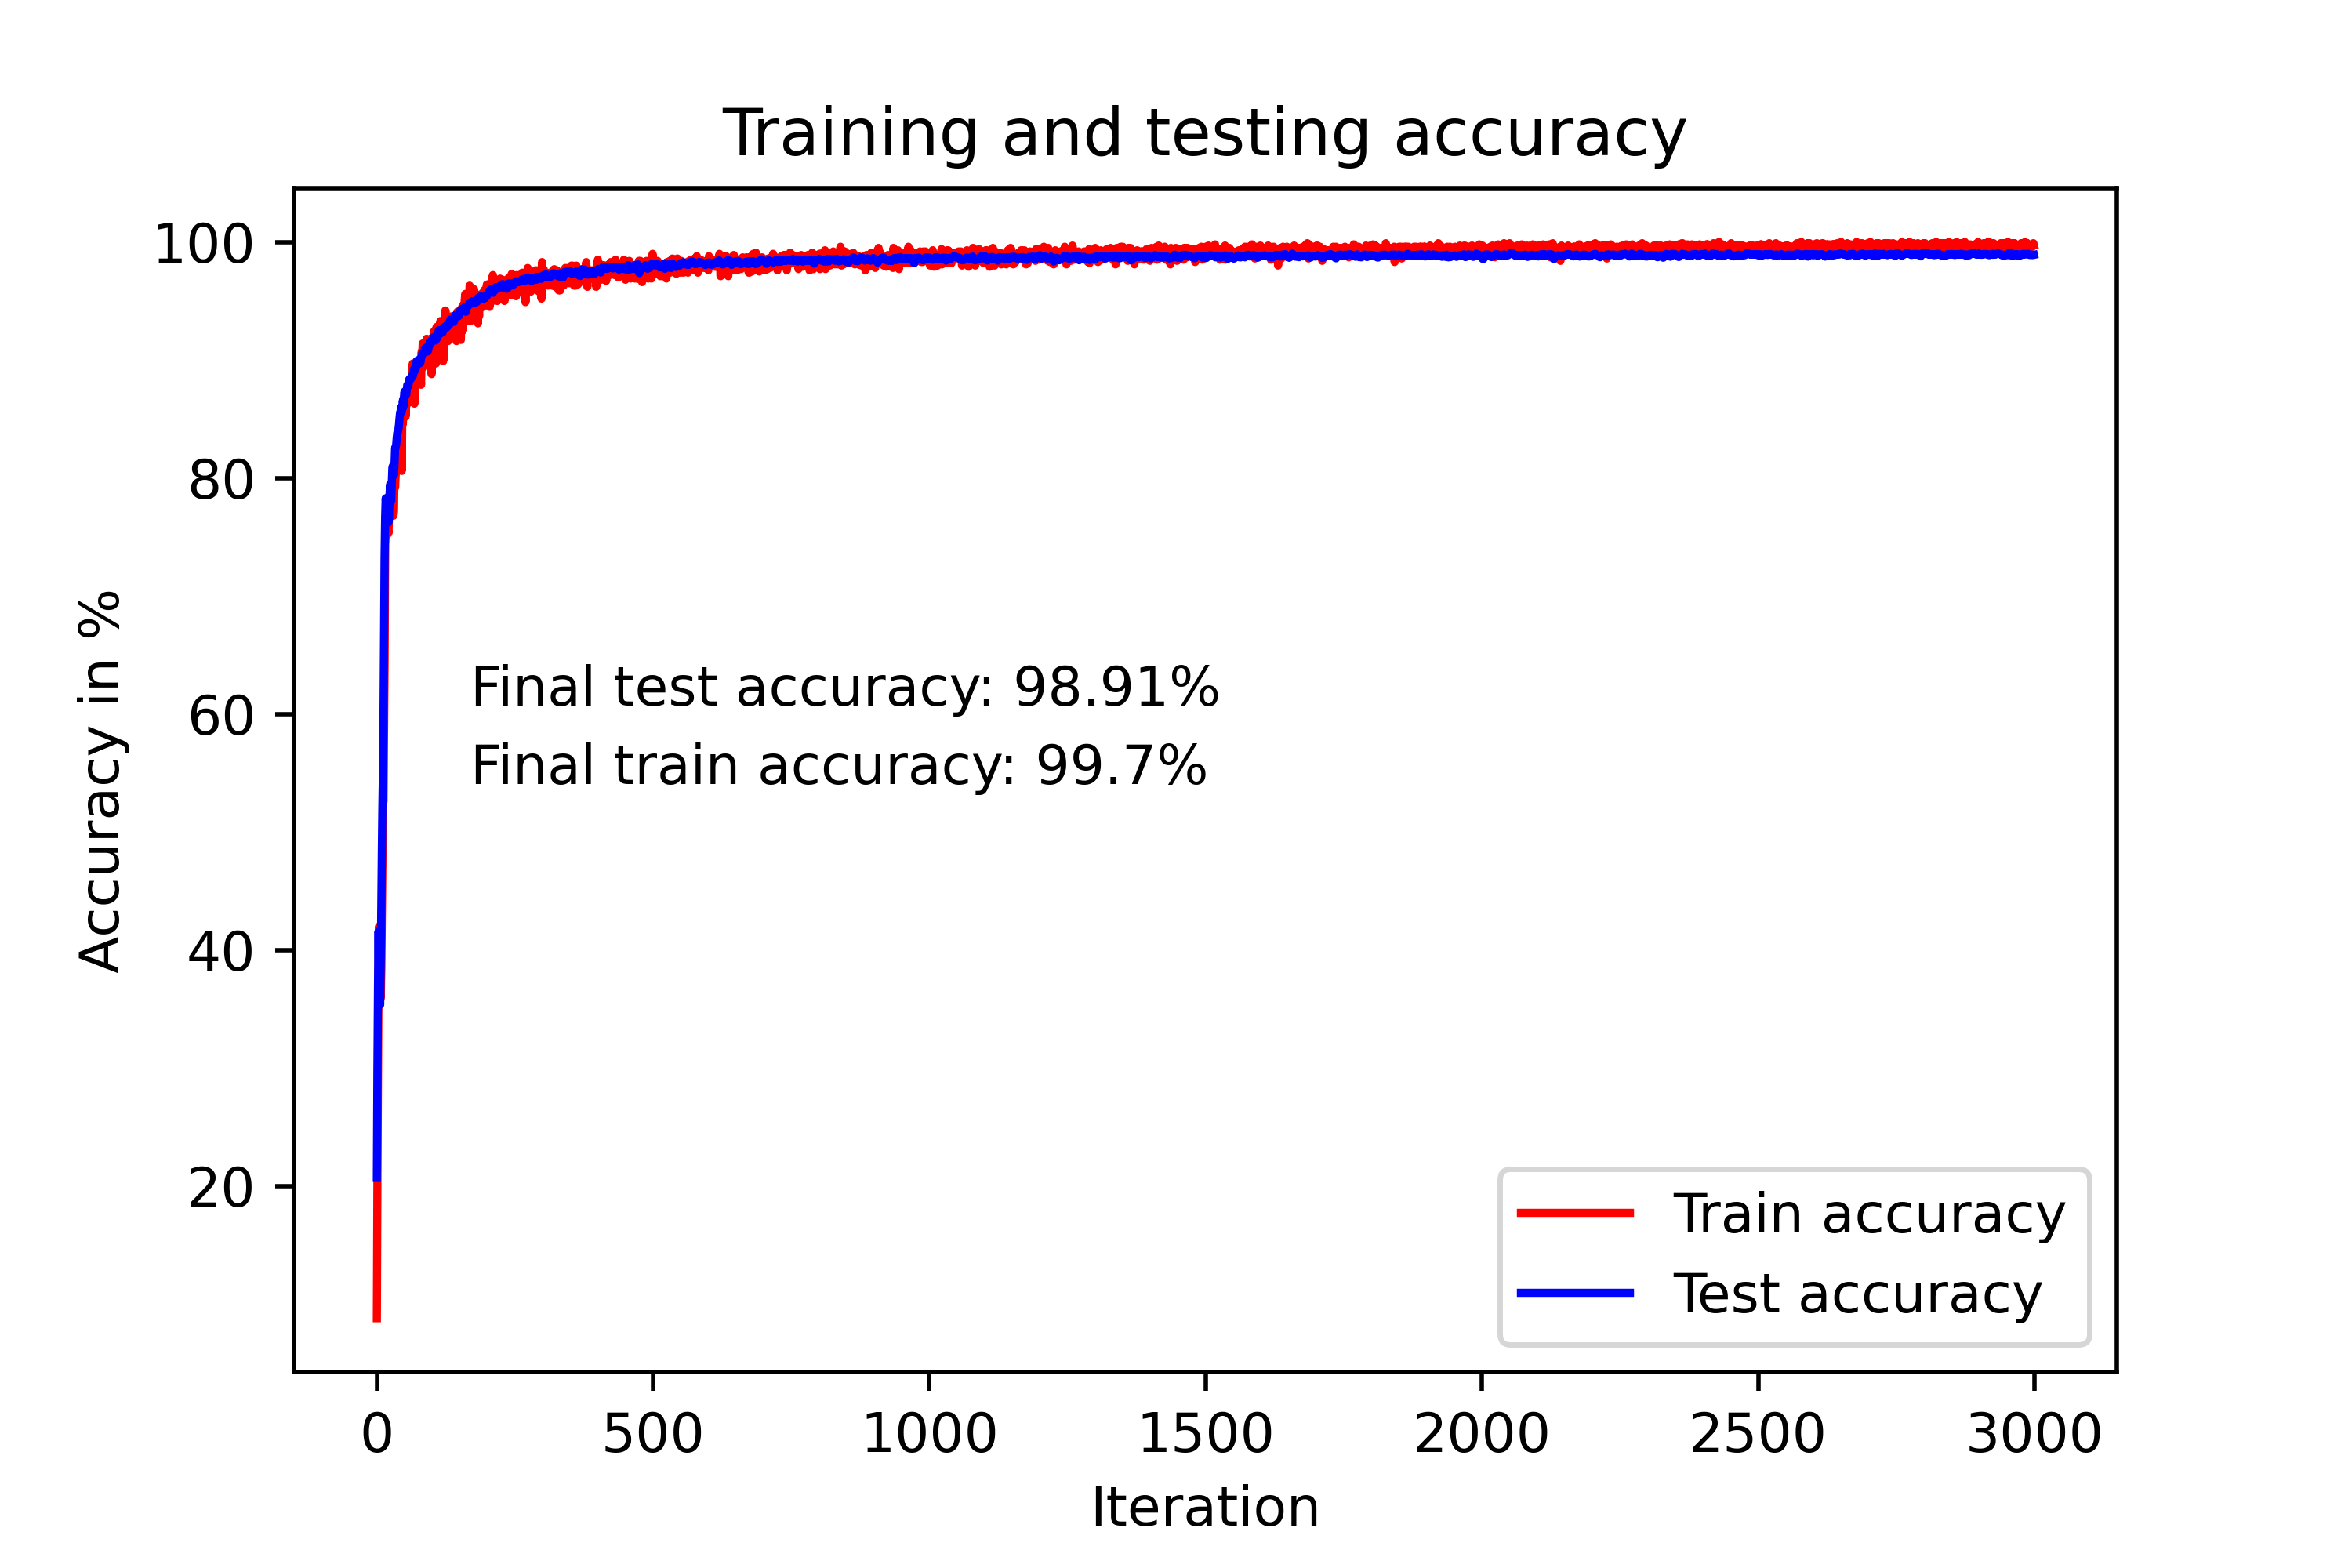 Training and testing accuracy
100
80
60
40
20
Accuracy in %
Final test accuracy: 98.91%
Final train accuracy: 99.7%
Train accuracy
Test accuracy
0 500 1000 1500 2000 2500 3000
Iteration